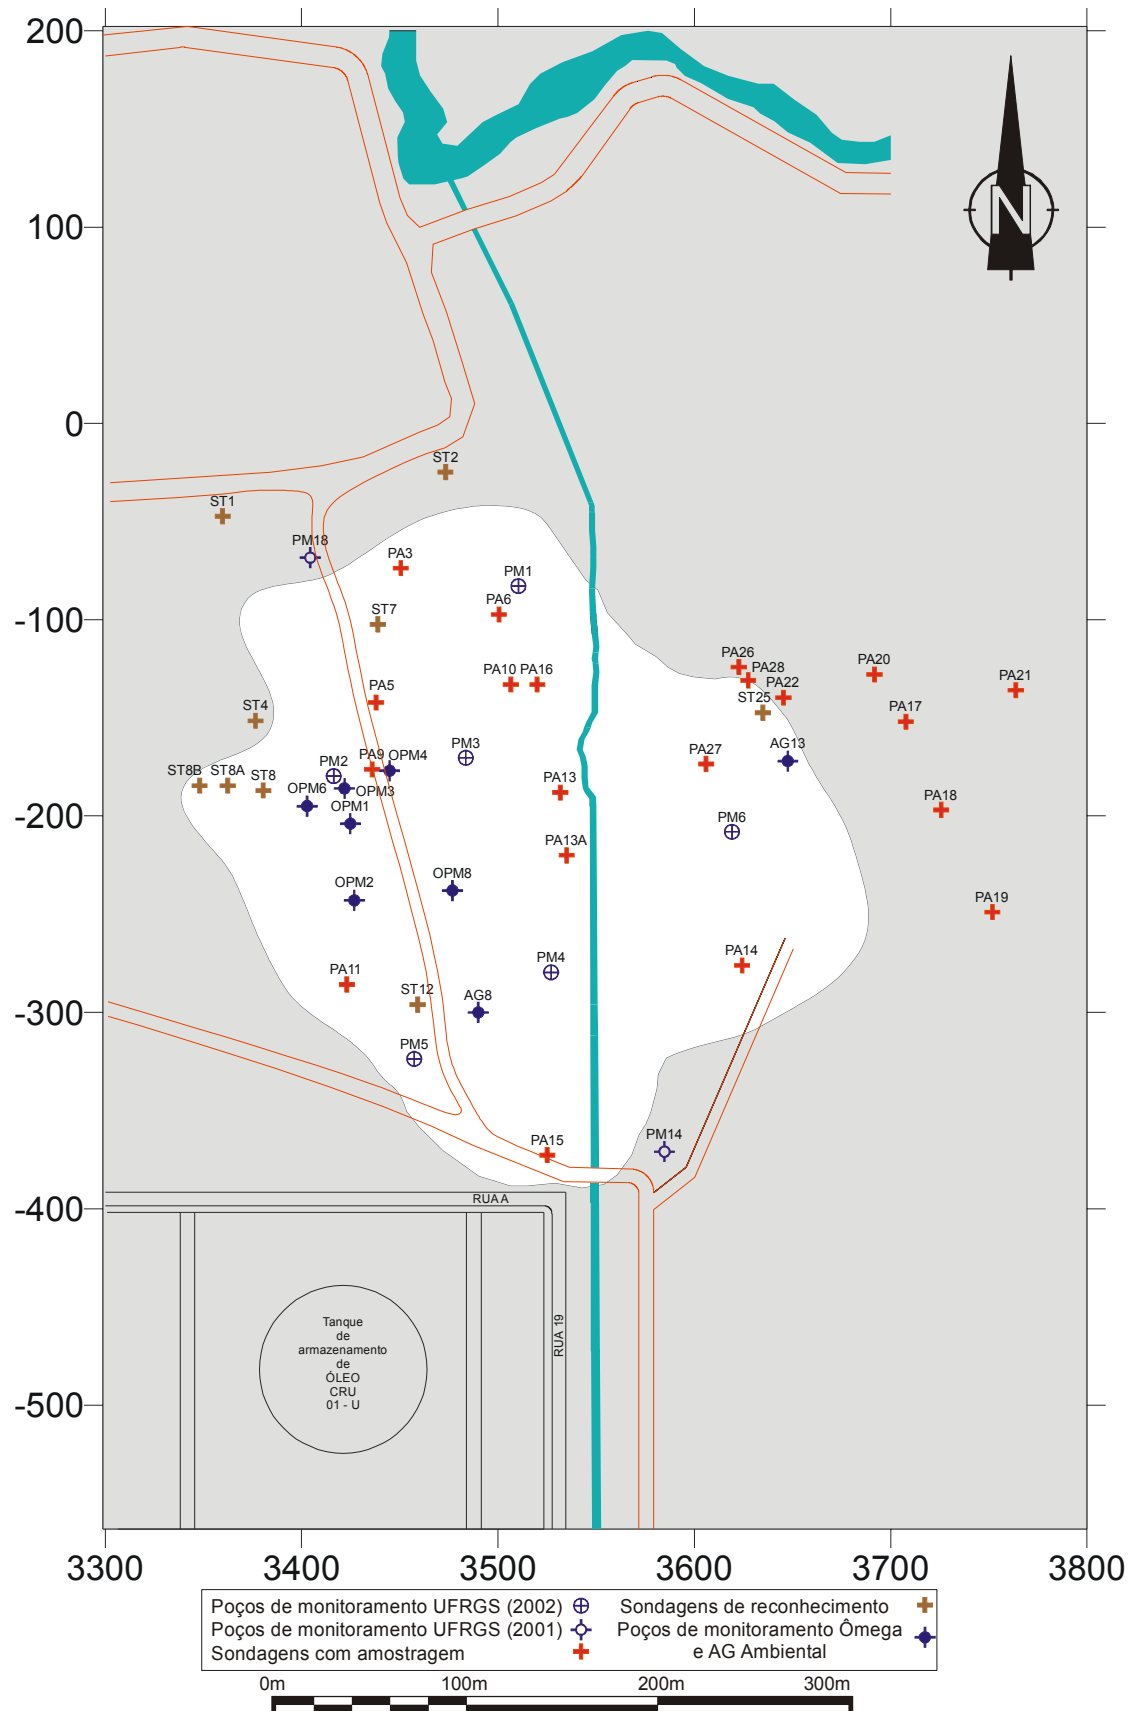 200
100
0
-100
-200
-300
-400
-500
N
ST2
ST1
PM18
PA3
PM1
PA6
ST7
PA10 PA16
PA26
PA28
PA20
PA22
PA21
PA5
ST25
PA17
ST4
PM3
AG13
PA9 OPM4
PM2
PA27
ST8B ST8A ST8
PA13
OPM6
OPM3
PA18
OPM1
PM6
PA13A
OPM2
OPM8
PA19
PA14
PM4
PA11
ST12
AG8
PM5
PA15
PM14
RUA A
RUA 19
Tanque
de
armazenamento
de
ÓLEO
CRU
01 - U
3300 3400 3500 3600 3700 3800
Poços de monitoramento UFRGS (2002)
Poços de monitoramento UFRGS (2001)
Sondagens com amostragem
Sondagens de reconhecimento
Poços de monitoramento Ômega
e AG Ambiental
0m 100m 200m 300m